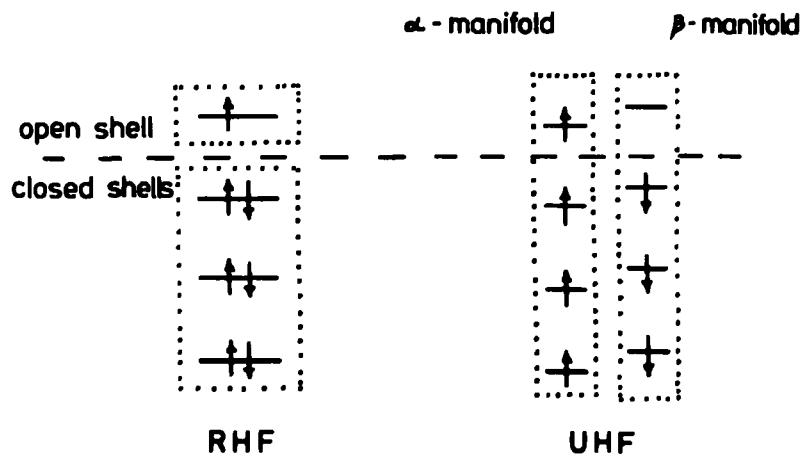 α - manifold β - manifold
open shell
closed shells
RHF UHF